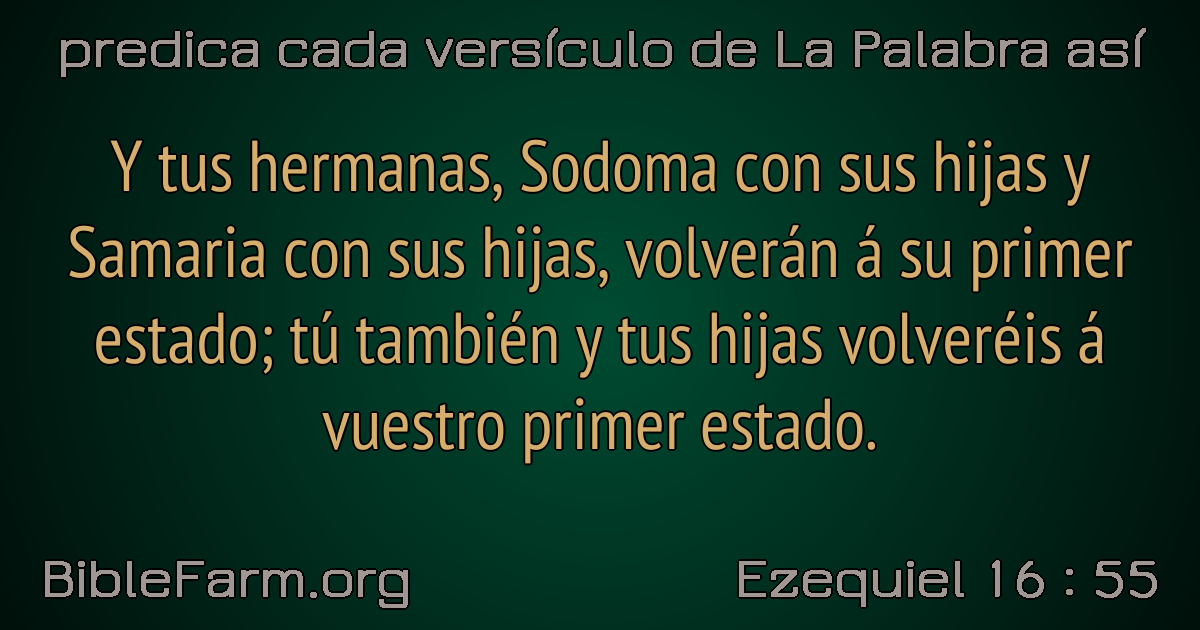 predica cada versículo de La Palabra así
Y tus hermanas, Sodoma con sus hijas y
Samaria con sus hijas, volverán á su primer
estado; tú también y tus hijas volveréis á
vuestro primer estado.
BibleFarm.org
Ezequiel 16 : 55